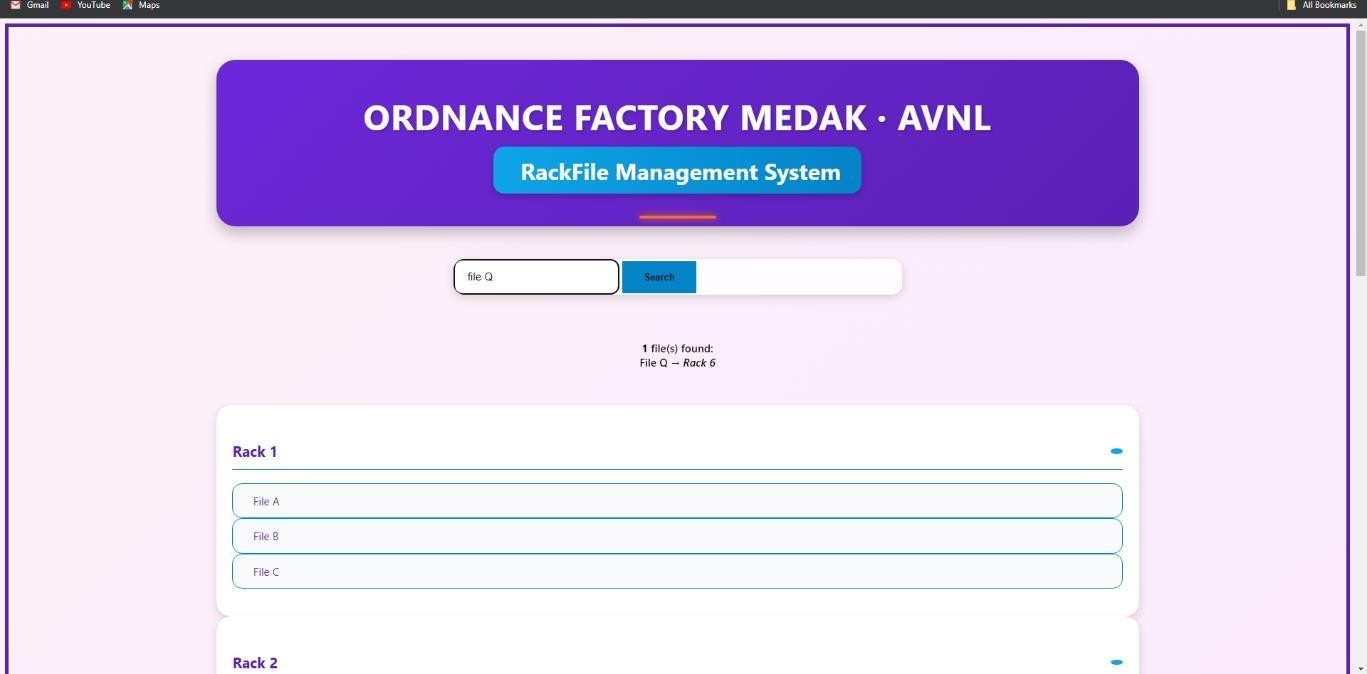 Gmail YouTube Maps All Bookmarks
ORDNANCE FACTORY MEDAK · AVNL
RackFile Management System
file Q Search
1 file(s) found:
File Q → Rack 6
Rack 1
File A
File B
File C
Rack 2